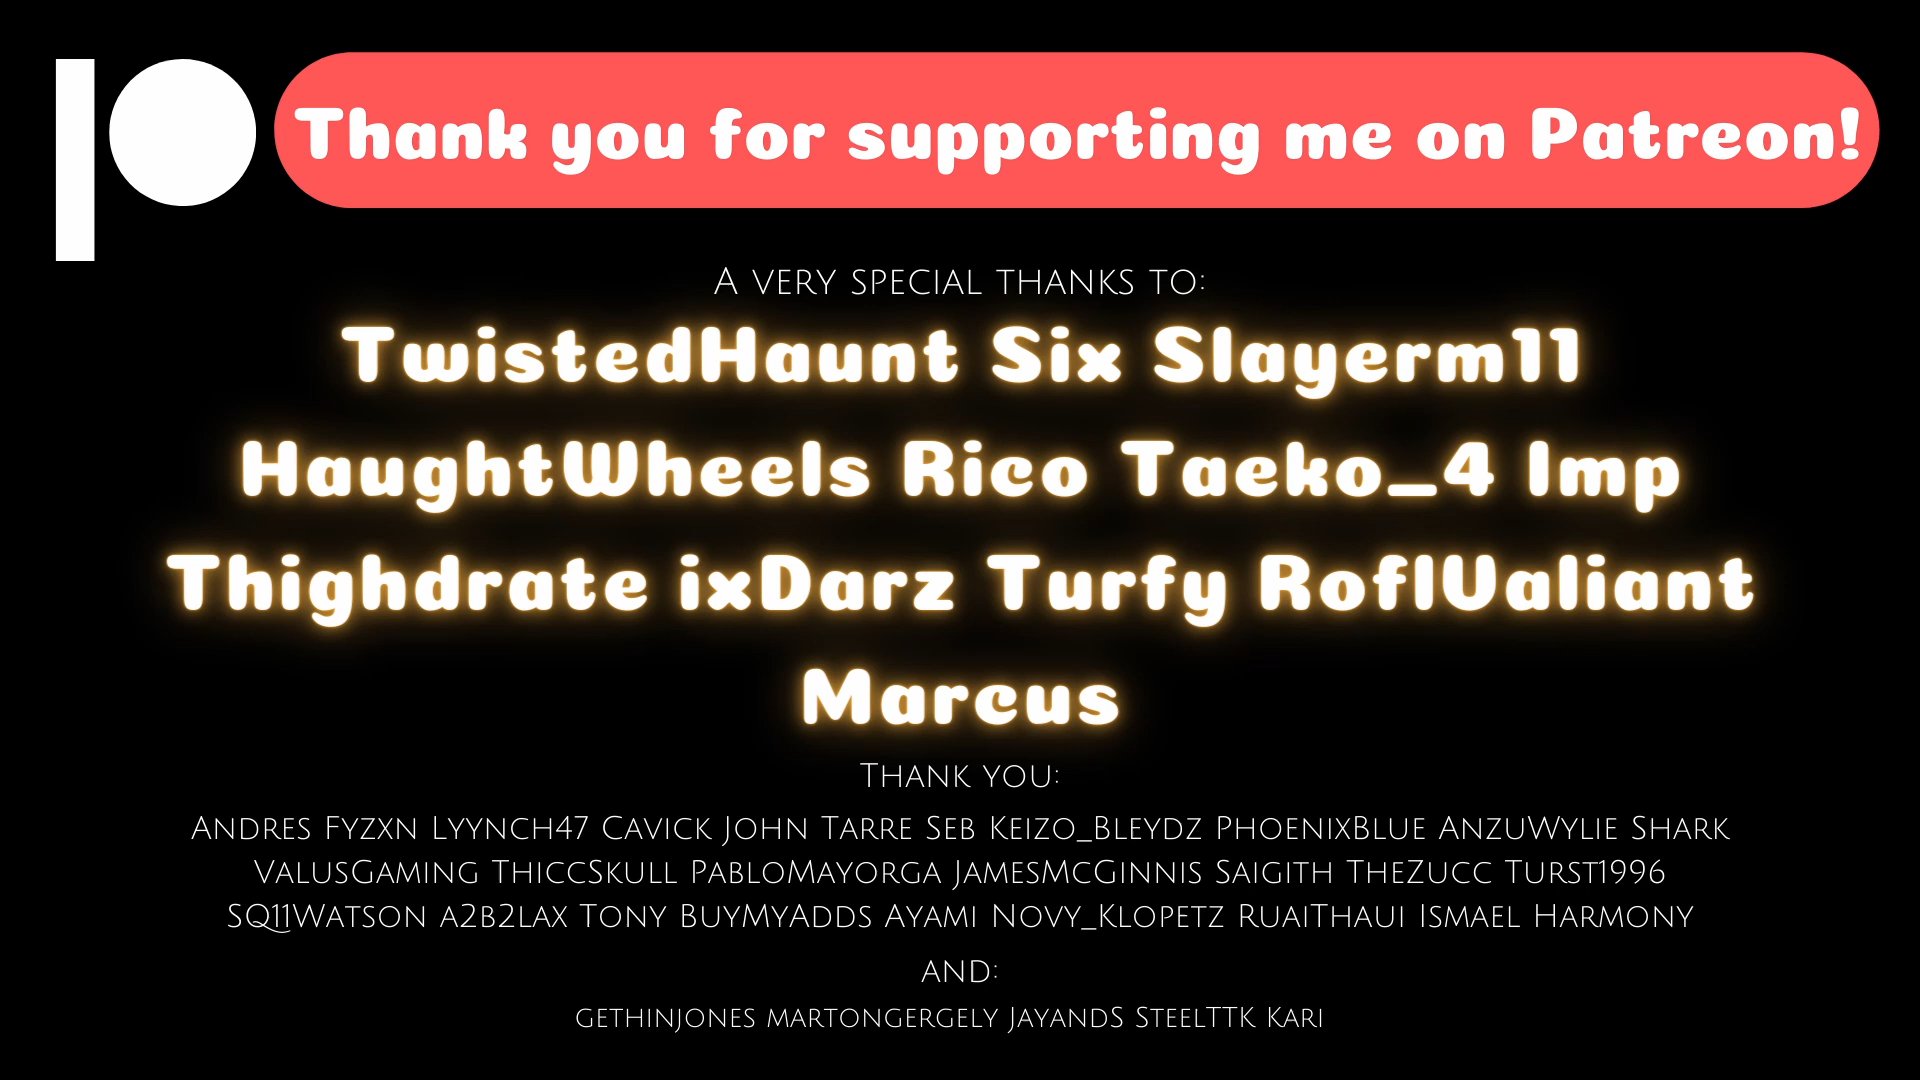 Thank you for supporting me on Patreon!
A very special thanks to:
TwistedHaunt Six Slayerm11
HaughtWheels Rico Taeko_4 Imp
Thighdrate ixDarz Turfy RoflValiant
Marcus
Thank you:
Andres Fyzxn Lyynch47 Cavick John Tarre Seb Keizo_Bleydz PhoenixBlue AnzuWylie Shark
ValusGaming ThiccSkull PabloMayorga JamesMcGinnis Saigith TheZucc Turst1996
SQ11Watson a2b2lax Tony BuyMyAdds Ayami Novy_Klopetz RuaiThaui Ismael Harmony
and:
gethinjones martongergely JayandS SteelTTK Kari